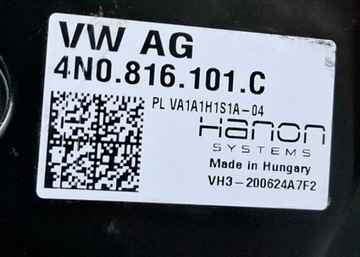 VW AG
4N0.816.101.C
PL VA1A1H1S1A-04
Hanon
SYSTEMS
Made in Hungary
VH3-200624A7F2